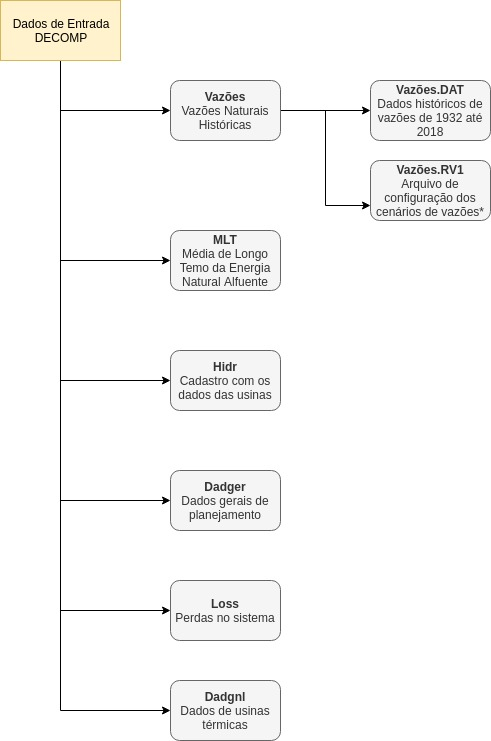 Dados de Entrada
DECOMP
Vazões
Vazões Naturais
Históricas
Vazões.DAT
Dados históricos de
vazões de 1932 até
2018
Vazões.RV1
Arquivo de
configuração dos
cenários de vazões*
MLT
Média de Longo
Temo da Energia
Natural Alfuente
Hidr
Cadastro com os
dados das usinas
Dadger
Dados gerais de
planejamento
Loss
Perdas no sistema
Dadgnl
Dados de usinas
térmicas